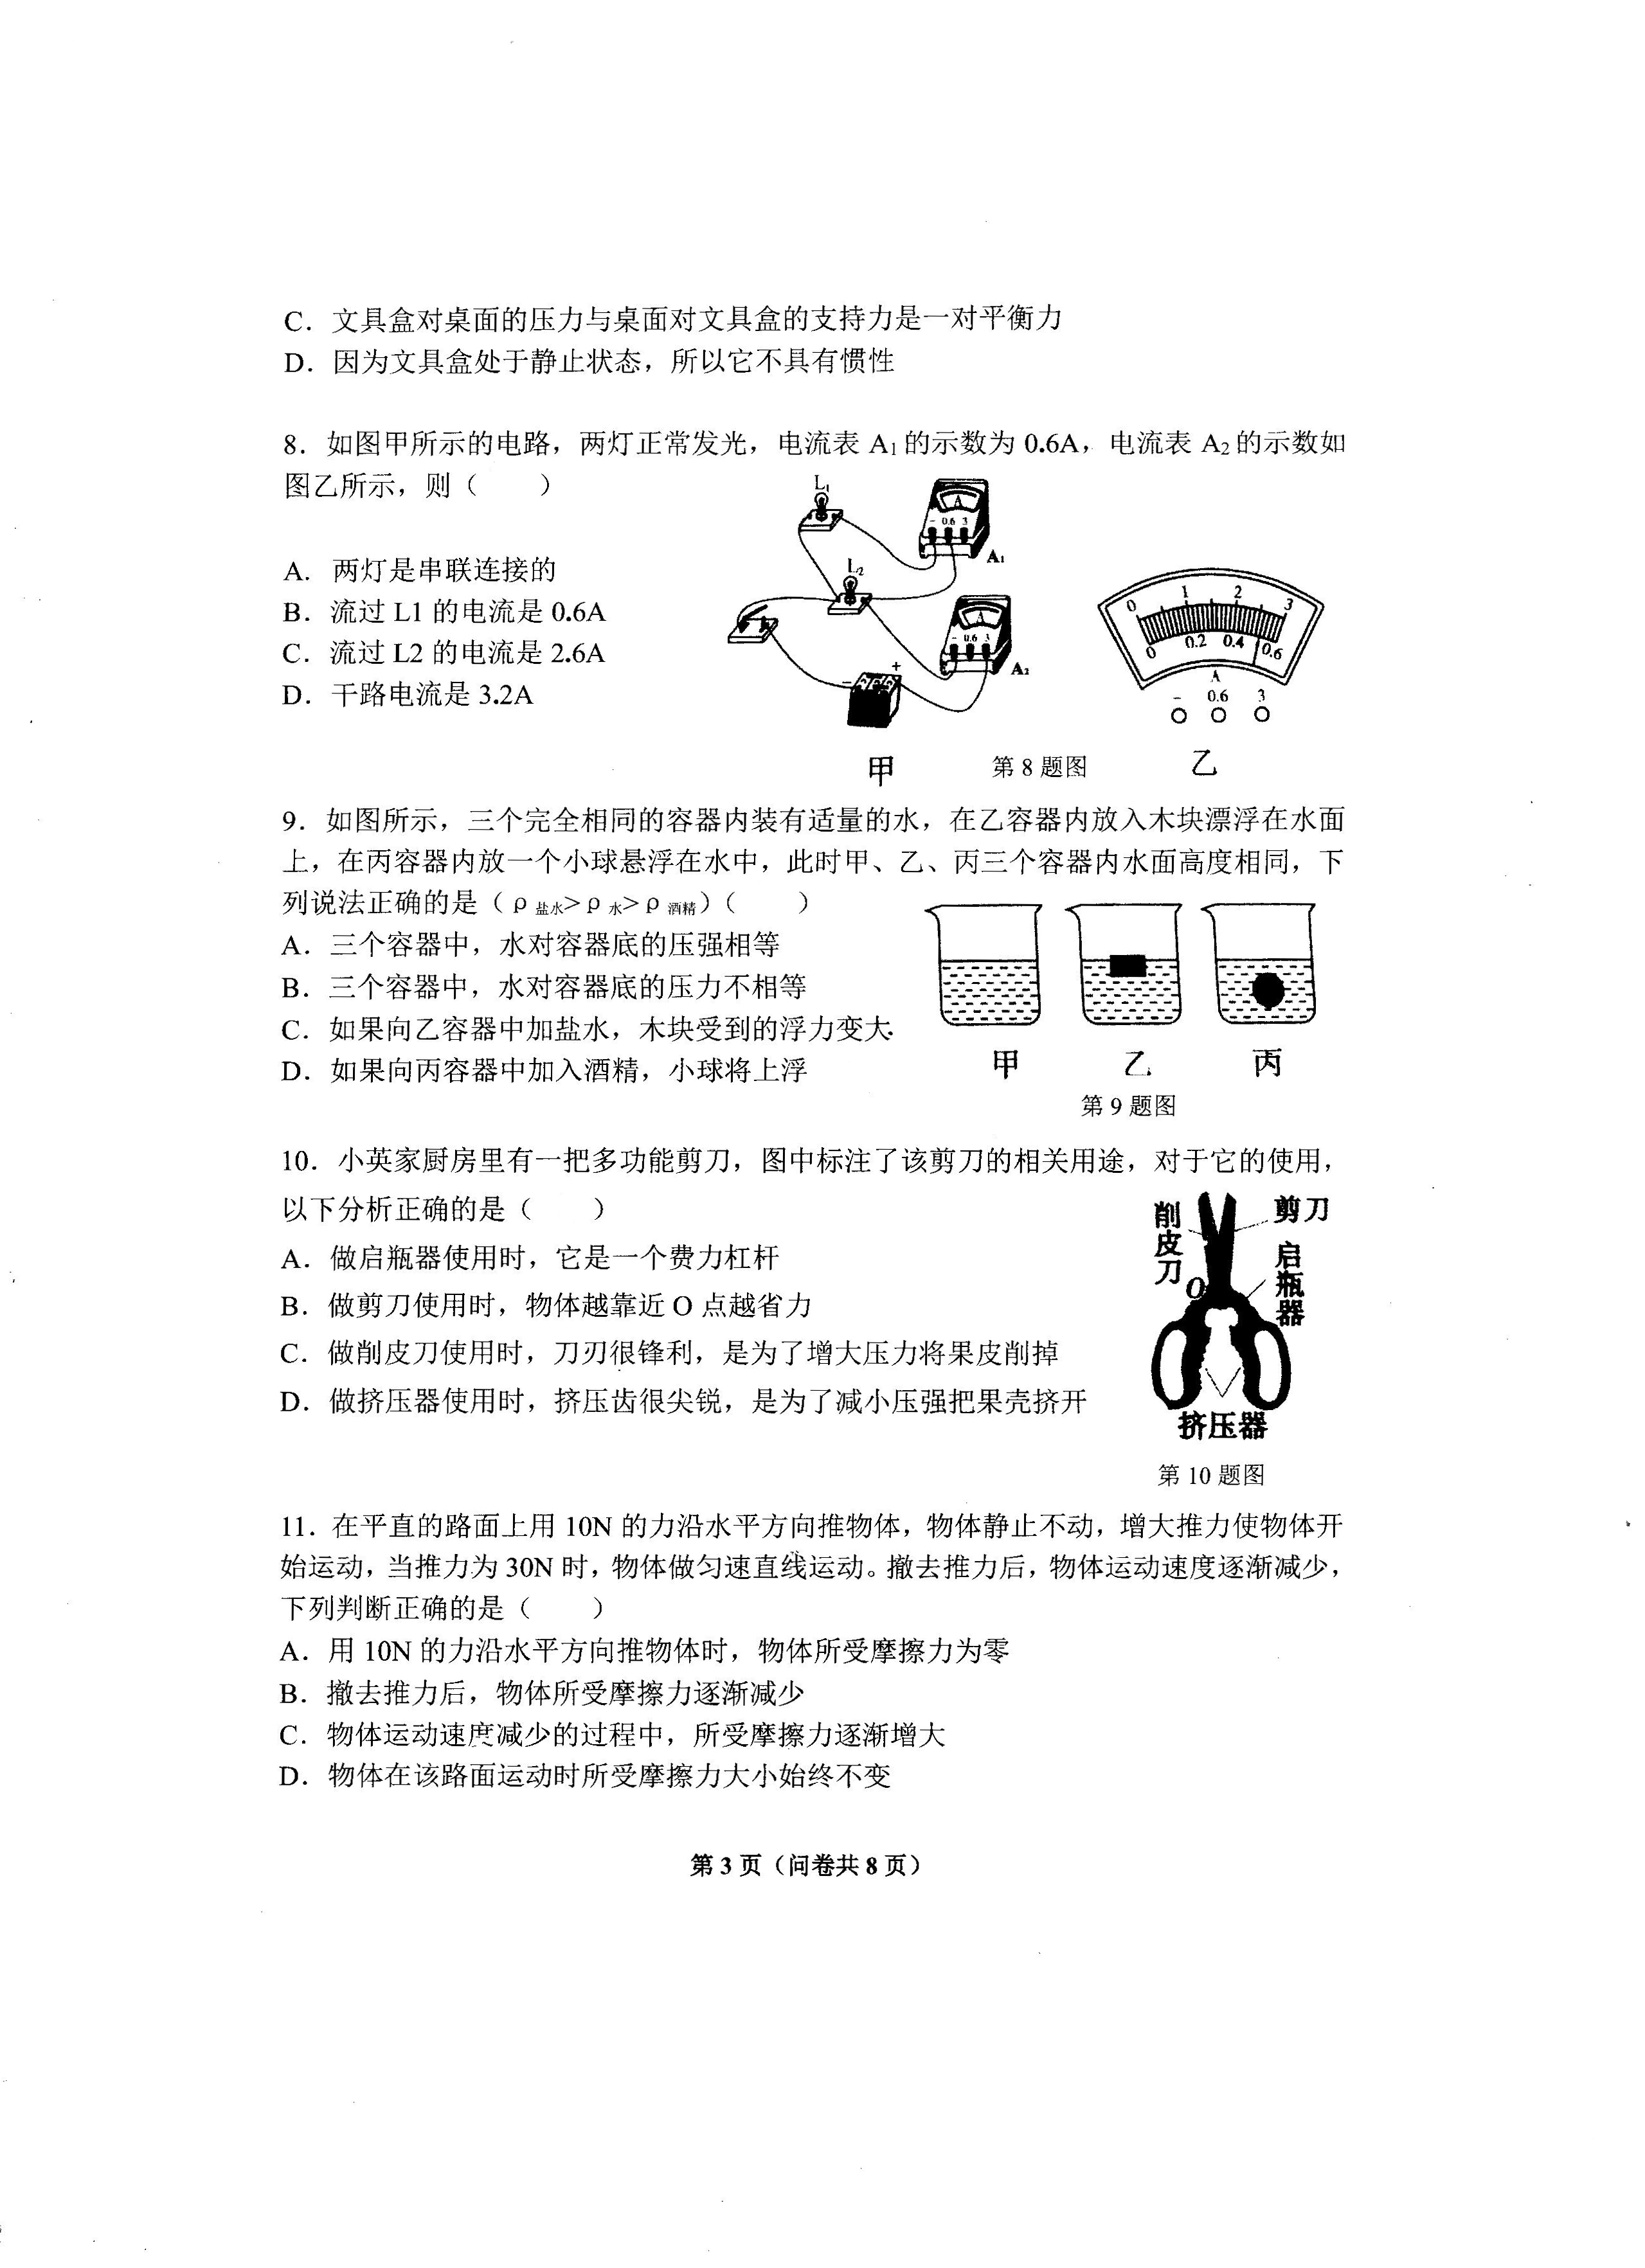 C．文具盒对桌面的压力与桌面对文具盒的支持力是一对平衡力
D．因为文具盒处于静止状态，所以它不具有惯性
8．如图甲所示的电路，两灯正常发光，电流表 A₁ 的示数为 0.6A，电流表 A₂ 的示数如
图乙所示，则（　　）
A．两灯是串联连接的
B．流过 L1 的电流是 0.6A
C．流过 L2 的电流是 2.6A
D．干路电流是 3.2A
L₁
A
- 0.6 3
A₁
L₂
A
- 0.6 3
A₂
- +
0 1 2 3
0 0.2 0.4 0.6
A
- 0.6 3
甲 第 8 题图 乙
9．如图所示，三个完全相同的容器内装有适量的水，在乙容器内放入木块漂浮在水面
上，在丙容器内放一个小球悬浮在水中，此时甲、乙、丙三个容器内水面高度相同，下
列说法正确的是（ρ盐水>ρ水>ρ酒精）（　　）
A．三个容器中，水对容器底的压强相等
B．三个容器中，水对容器底的压力不相等
C．如果向乙容器中加盐水，木块受到的浮力变大
D．如果向丙容器中加入酒精，小球将上浮
甲 乙 丙
第 9 题图
10．小英家厨房里有一把多功能剪刀，图中标注了该剪刀的相关用途，对于它的使用，
以下分析正确的是（　　）
A．做启瓶器使用时，它是一个费力杠杆
B．做剪刀使用时，物体越靠近 O 点越省力
C．做削皮刀使用时，刀刃很锋利，是为了增大压力将果皮削掉
D．做挤压器使用时，挤压齿很尖锐，是为了减小压强把果壳挤开
削皮刀
剪刀
启瓶器
O
挤压器
第 10 题图
11．在平直的路面上用 10N 的力沿水平方向推物体，物体静止不动，增大推力使物体开
始运动，当推力为 30N 时，物体做匀速直线运动。撤去推力后，物体运动速度逐渐减少，
下列判断正确的是（　　）
A．用 10N 的力沿水平方向推物体时，物体所受摩擦力为零
B．撤去推力后，物体所受摩擦力逐渐减少
C．物体运动速度减少的过程中，所受摩擦力逐渐增大
D．物体在该路面运动时所受摩擦力大小始终不变
第 3 页（问卷共 8 页）